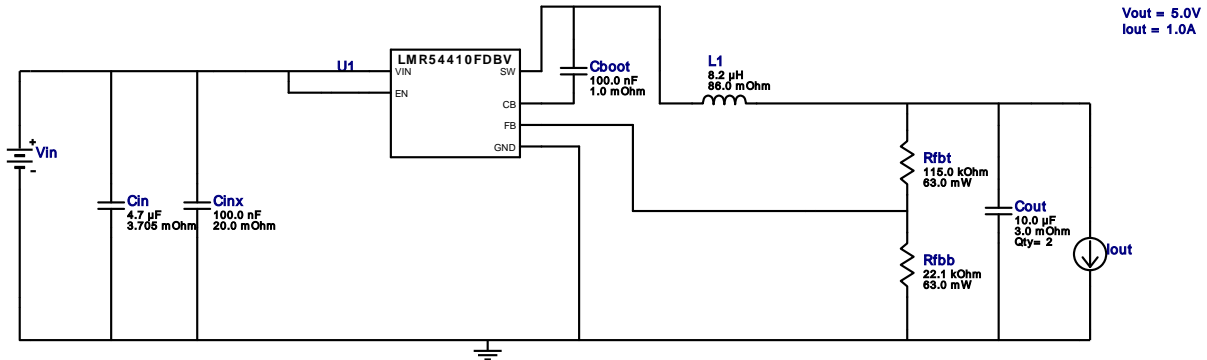 Vout = 5.0V
Iout = 1.0A
U1
LMR54410FDBV
VIN
SW
EN
CB
FB
GND
Cboot
100.0 nF
1.0 mOhm
L1
8.2 µH
86.0 mOhm
+
Vin
-
Cin
4.7 µF
3.705 mOhm
Cinx
100.0 nF
20.0 mOhm
Rfbt
115.0 kOhm
63.0 mW
Rfbb
22.1 kOhm
63.0 mW
Cout
10.0 µF
3.0 mOhm
Qty= 2
Iout